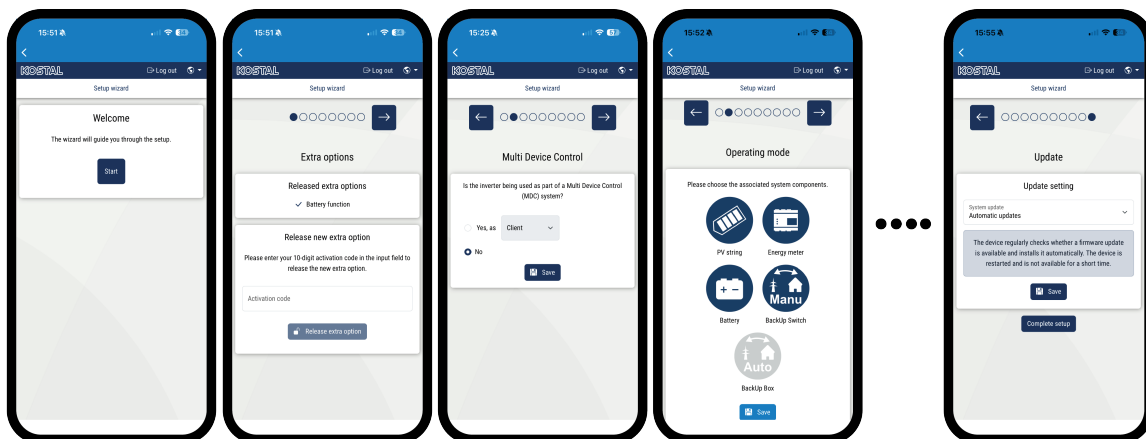 15:51
64
KOSTAL
Log out
Setup wizard
Welcome
The wizard will guide you through the setup.
Start
15:51
64
KOSTAL
Log out
Setup wizard
Extra options
Released extra options
Battery function
Release new extra option
Please enter your 10-digit activation code in the input field to
release the new extra option.
Activation code
Release extra option
15:25
67
KOSTAL
Log out
Setup wizard
Multi Device Control
Is the inverter being used as part of a Multi Device Control
(MDC) system?
Yes, as
Client
No
Save
15:52
KOSTAL
Log out
Setup wizard
Operating mode
Please choose the associated system components.
PV string
Energy meter
Manu
Battery
BackUp Switch
Auto
BackUp Box
Save
15:55
KOSTAL
Log out
Setup wizard
Update
Update setting
System update
Automatic updates
The device regularly checks whether a firmware update
is available and installs it automatically. The device is
restarted and is not available for a short time.
Save
Complete setup